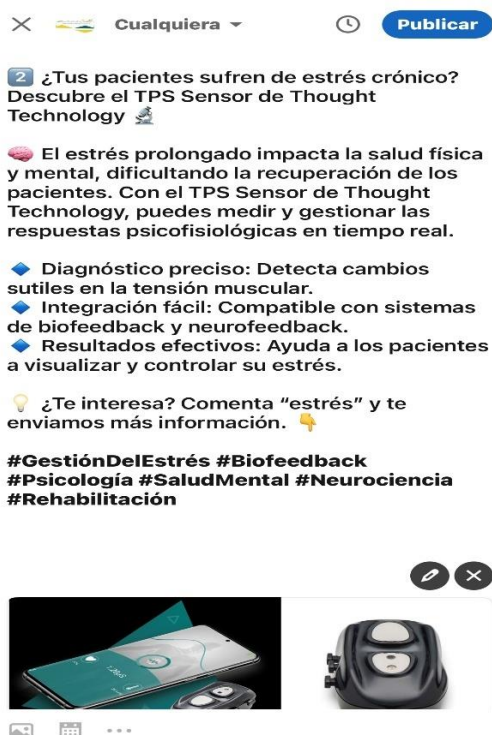 Cualquiera
Publicar
2 ¿Tus pacientes sufren de estrés crónico?
Descubre el TPS Sensor de Thought
Technology
El estrés prolongado impacta la salud física
y mental, dificultando la recuperación de los
pacientes. Con el TPS Sensor de Thought
Technology, puedes medir y gestionar las
respuestas psicofisiológicas en tiempo real.
Diagnóstico preciso: Detecta cambios
sutiles en la tensión muscular.
Integración fácil: Compatible con sistemas
de biofeedback y neurofeedback.
Resultados efectivos: Ayuda a los pacientes
a visualizar y controlar su estrés.
¿Te interesa? Comenta “estrés” y te
enviamos más información.
#GestiónDelEstrés #Biofeedback
#Psicología #SaludMental #Neurociencia
#Rehabilitación